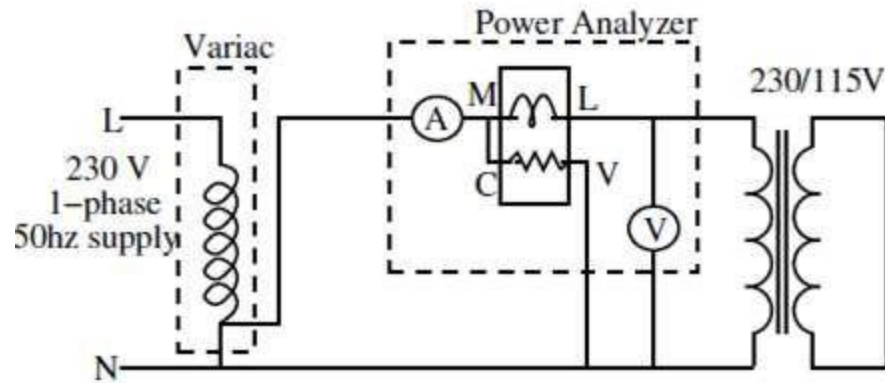 Power Analyzer
Variac
230/115V
M
L
L
A
230 V
1-phase
50hz supply
C
V
V
N